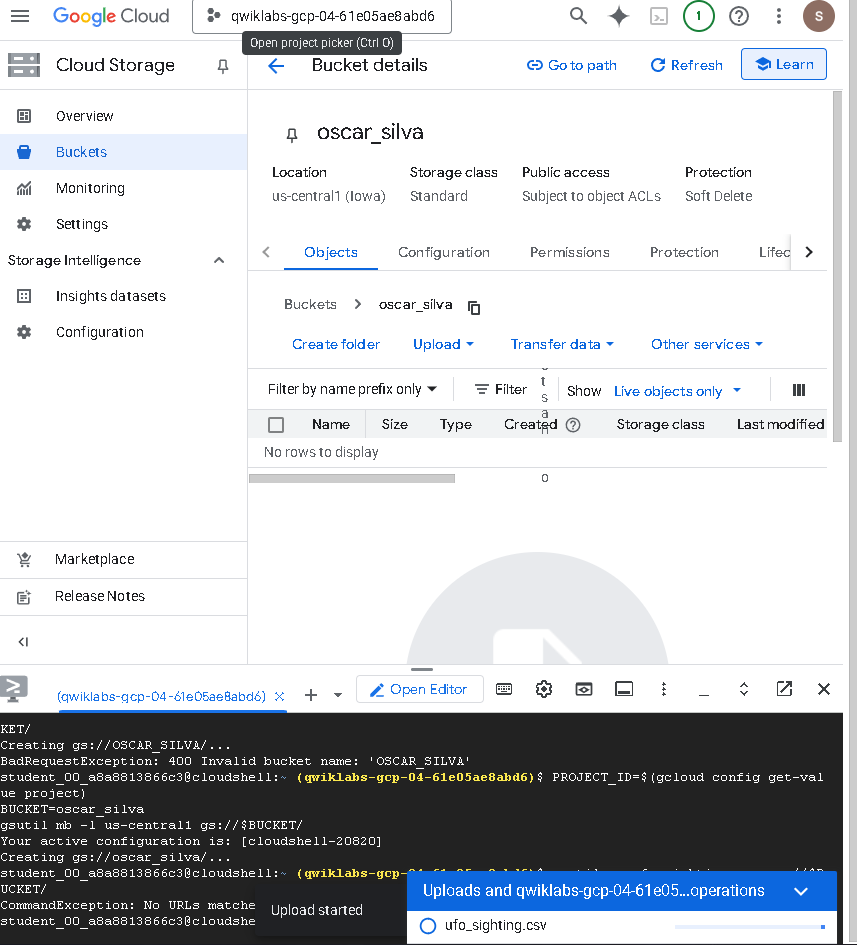 Google Cloud
qwiklabs-gcp-04-61e05ae8abd6
1
S
Open project picker (Ctrl O)
Cloud Storage
Bucket details
Go to path
Refresh
Learn
Overview
Buckets
Monitoring
Settings
Storage Intelligence
Insights datasets
Configuration
Marketplace
Release Notes
oscar_silva
Location
Storage class
Public access
Protection
us-central1 (Iowa)
Standard
Subject to object ACLs
Soft Delete
Objects
Configuration
Permissions
Protection
Lifec
Buckets > oscar_silva
Create folder
Upload
Transfer data
Other services
Filter by name prefix only
Filter
t
s
a
Show
Live objects only
Name
Size
Type
Created
Storage class
Last modified
No rows to display
o
(qwiklabs-gcp-04-61e05ae8abd6)
Open Editor
KET/
Creating gs://OSCAR_SILVA/...
BadRequestException: 400 Invalid bucket name: 'OSCAR_SILVA'
student_00_a8a8813866c3@cloudshell:~ (qwiklabs-gcp-04-61e05ae8abd6)$ PROJECT_ID=$(gcloud config get-val
ue project)
BUCKET=oscar_silva
gsutil mb -l us-central1 gs://$BUCKET/
Your active configuration is: [cloudshell-20820]
Creating gs://oscar_silva/...
student_00_a8a8813866c3@cloudshell:~ (qwiklabs-gcp-
UCKET/
CommandException: No URLs matche
student_00_a8a8813866c3@cloudshe
Upload started
Uploads and qwiklabs-gcp-04-61e05...operations
ufo_sighting.csv